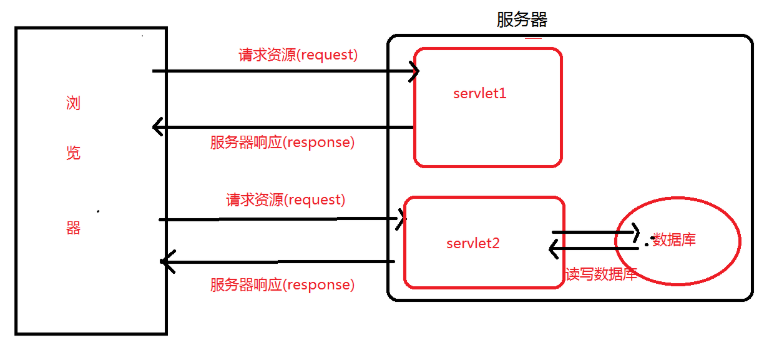 服务器
请求资源(request)
servlet1
浏
览
器
服务器响应(response)
请求资源(request)
servlet2
数据库
读写数据库
服务器响应(response)